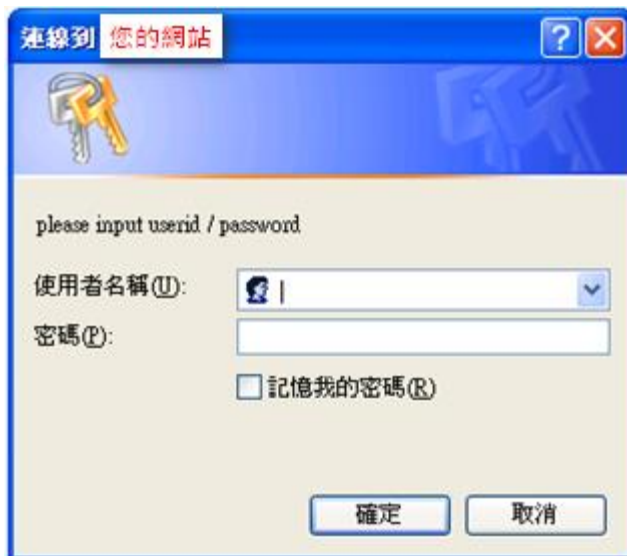 連線到 您的網站
please input userid / password
使用者名稱(U):
密碼(P):
記憶我的密碼(R)
確定 取消